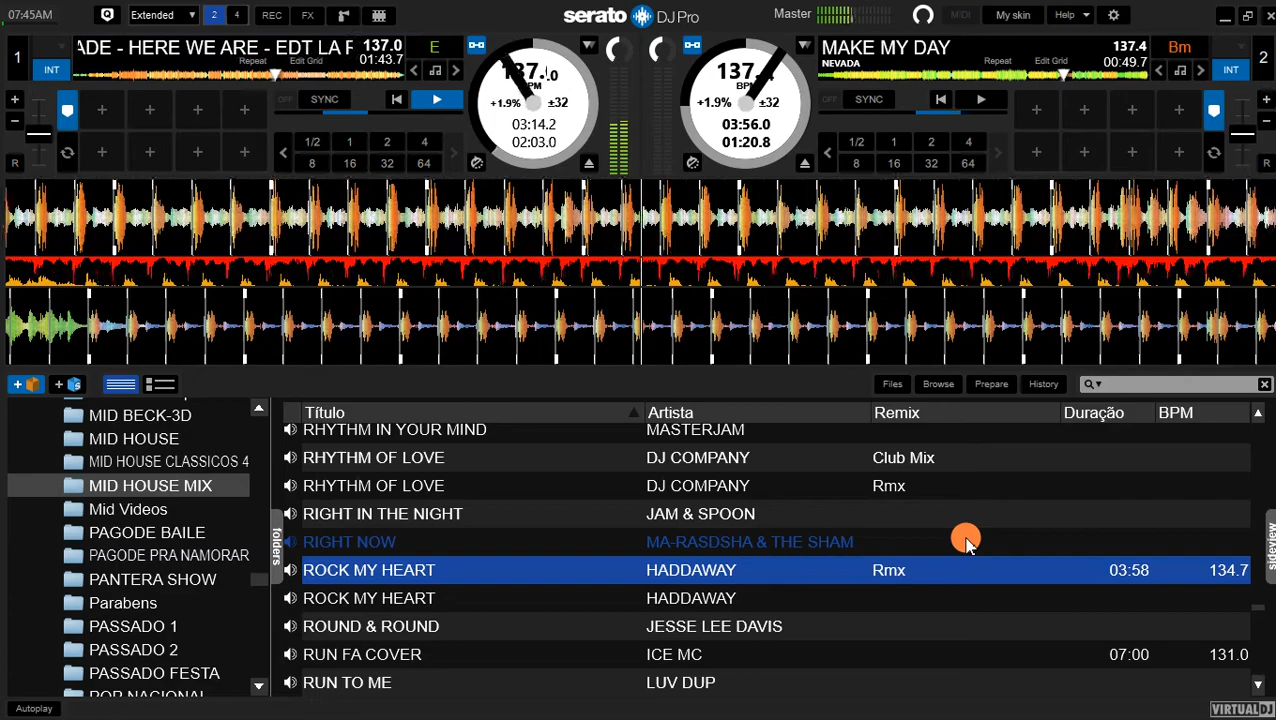 07:45AM Extended 2 4 REC FX serato DJ Pro Master MIDI My skin Help
1 ADE - HERE WE ARE - EDT LA F 137.0 E
01:43.7
INT Repeat Edit Grid
MAKE MY DAY 137.4 Bm
NEVADA 00:49.7
Repeat Edit Grid INT
OFF SYNC
1/2 1 2 4
8 16 32 64
R
BPM
+1.9% ±32
03:14.2
02:03.0
BPM
+1.9% ±32
03:56.0
01:20.8
OFF SYNC
1/2 1 2 4
8 16 32 64
R
Files Browse Prepare History
MID BECK-3D
MID HOUSE
MID HOUSE CLASSICOS 4
MID HOUSE MIX
Mid Videos
PAGODE BAILE
PAGODE PRA NAMORAR
PANTERA SHOW
Parabens
PASSADO 1
PASSADO 2
PASSADO FESTA
POP NACIONAL
folders
Título Artista Remix Duração BPM
RHYTHM IN YOUR MIND MASTERJAM
RHYTHM OF LOVE DJ COMPANY Club Mix
RHYTHM OF LOVE DJ COMPANY Rmx
RIGHT IN THE NIGHT JAM & SPOON
RIGHT NOW MA-RASDSHA & THE SHAM
ROCK MY HEART HADDAWAY Rmx 03:58 134.7
ROCK MY HEART HADDAWAY
ROUND & ROUND JESSE LEE DAVIS
RUN FA COVER ICE MC 07:00 131.0
RUN TO ME LUV DUP
sideview
Autoplay
VIRTUALDJ